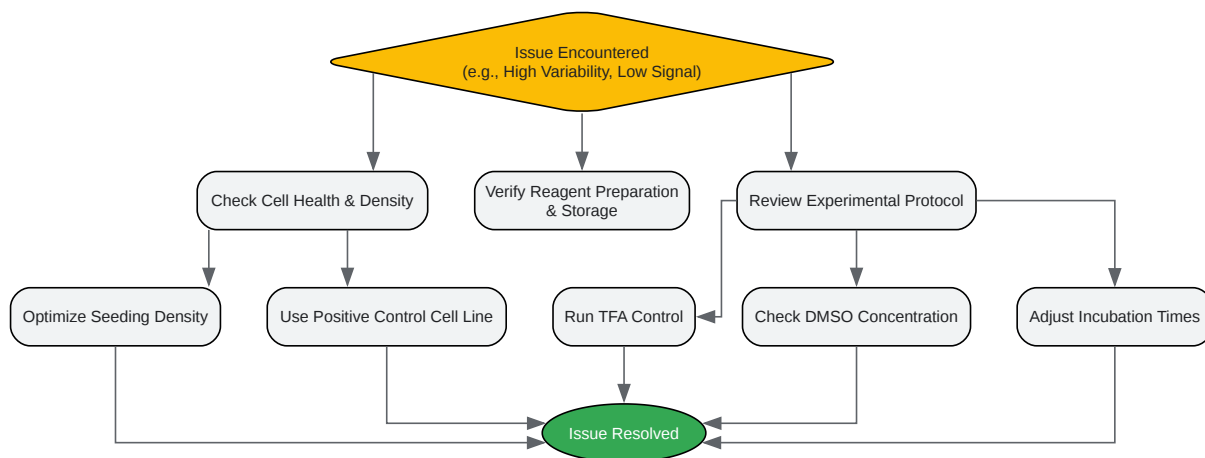 Issue Encountered
(e.g., High Variability, Low Signal)
Check Cell Health & Density
Verify Reagent Preparation
& Storage
Review Experimental Protocol
Optimize Seeding Density
Use Positive Control Cell Line
Run TFA Control
Check DMSO Concentration
Adjust Incubation Times
Issue Resolved